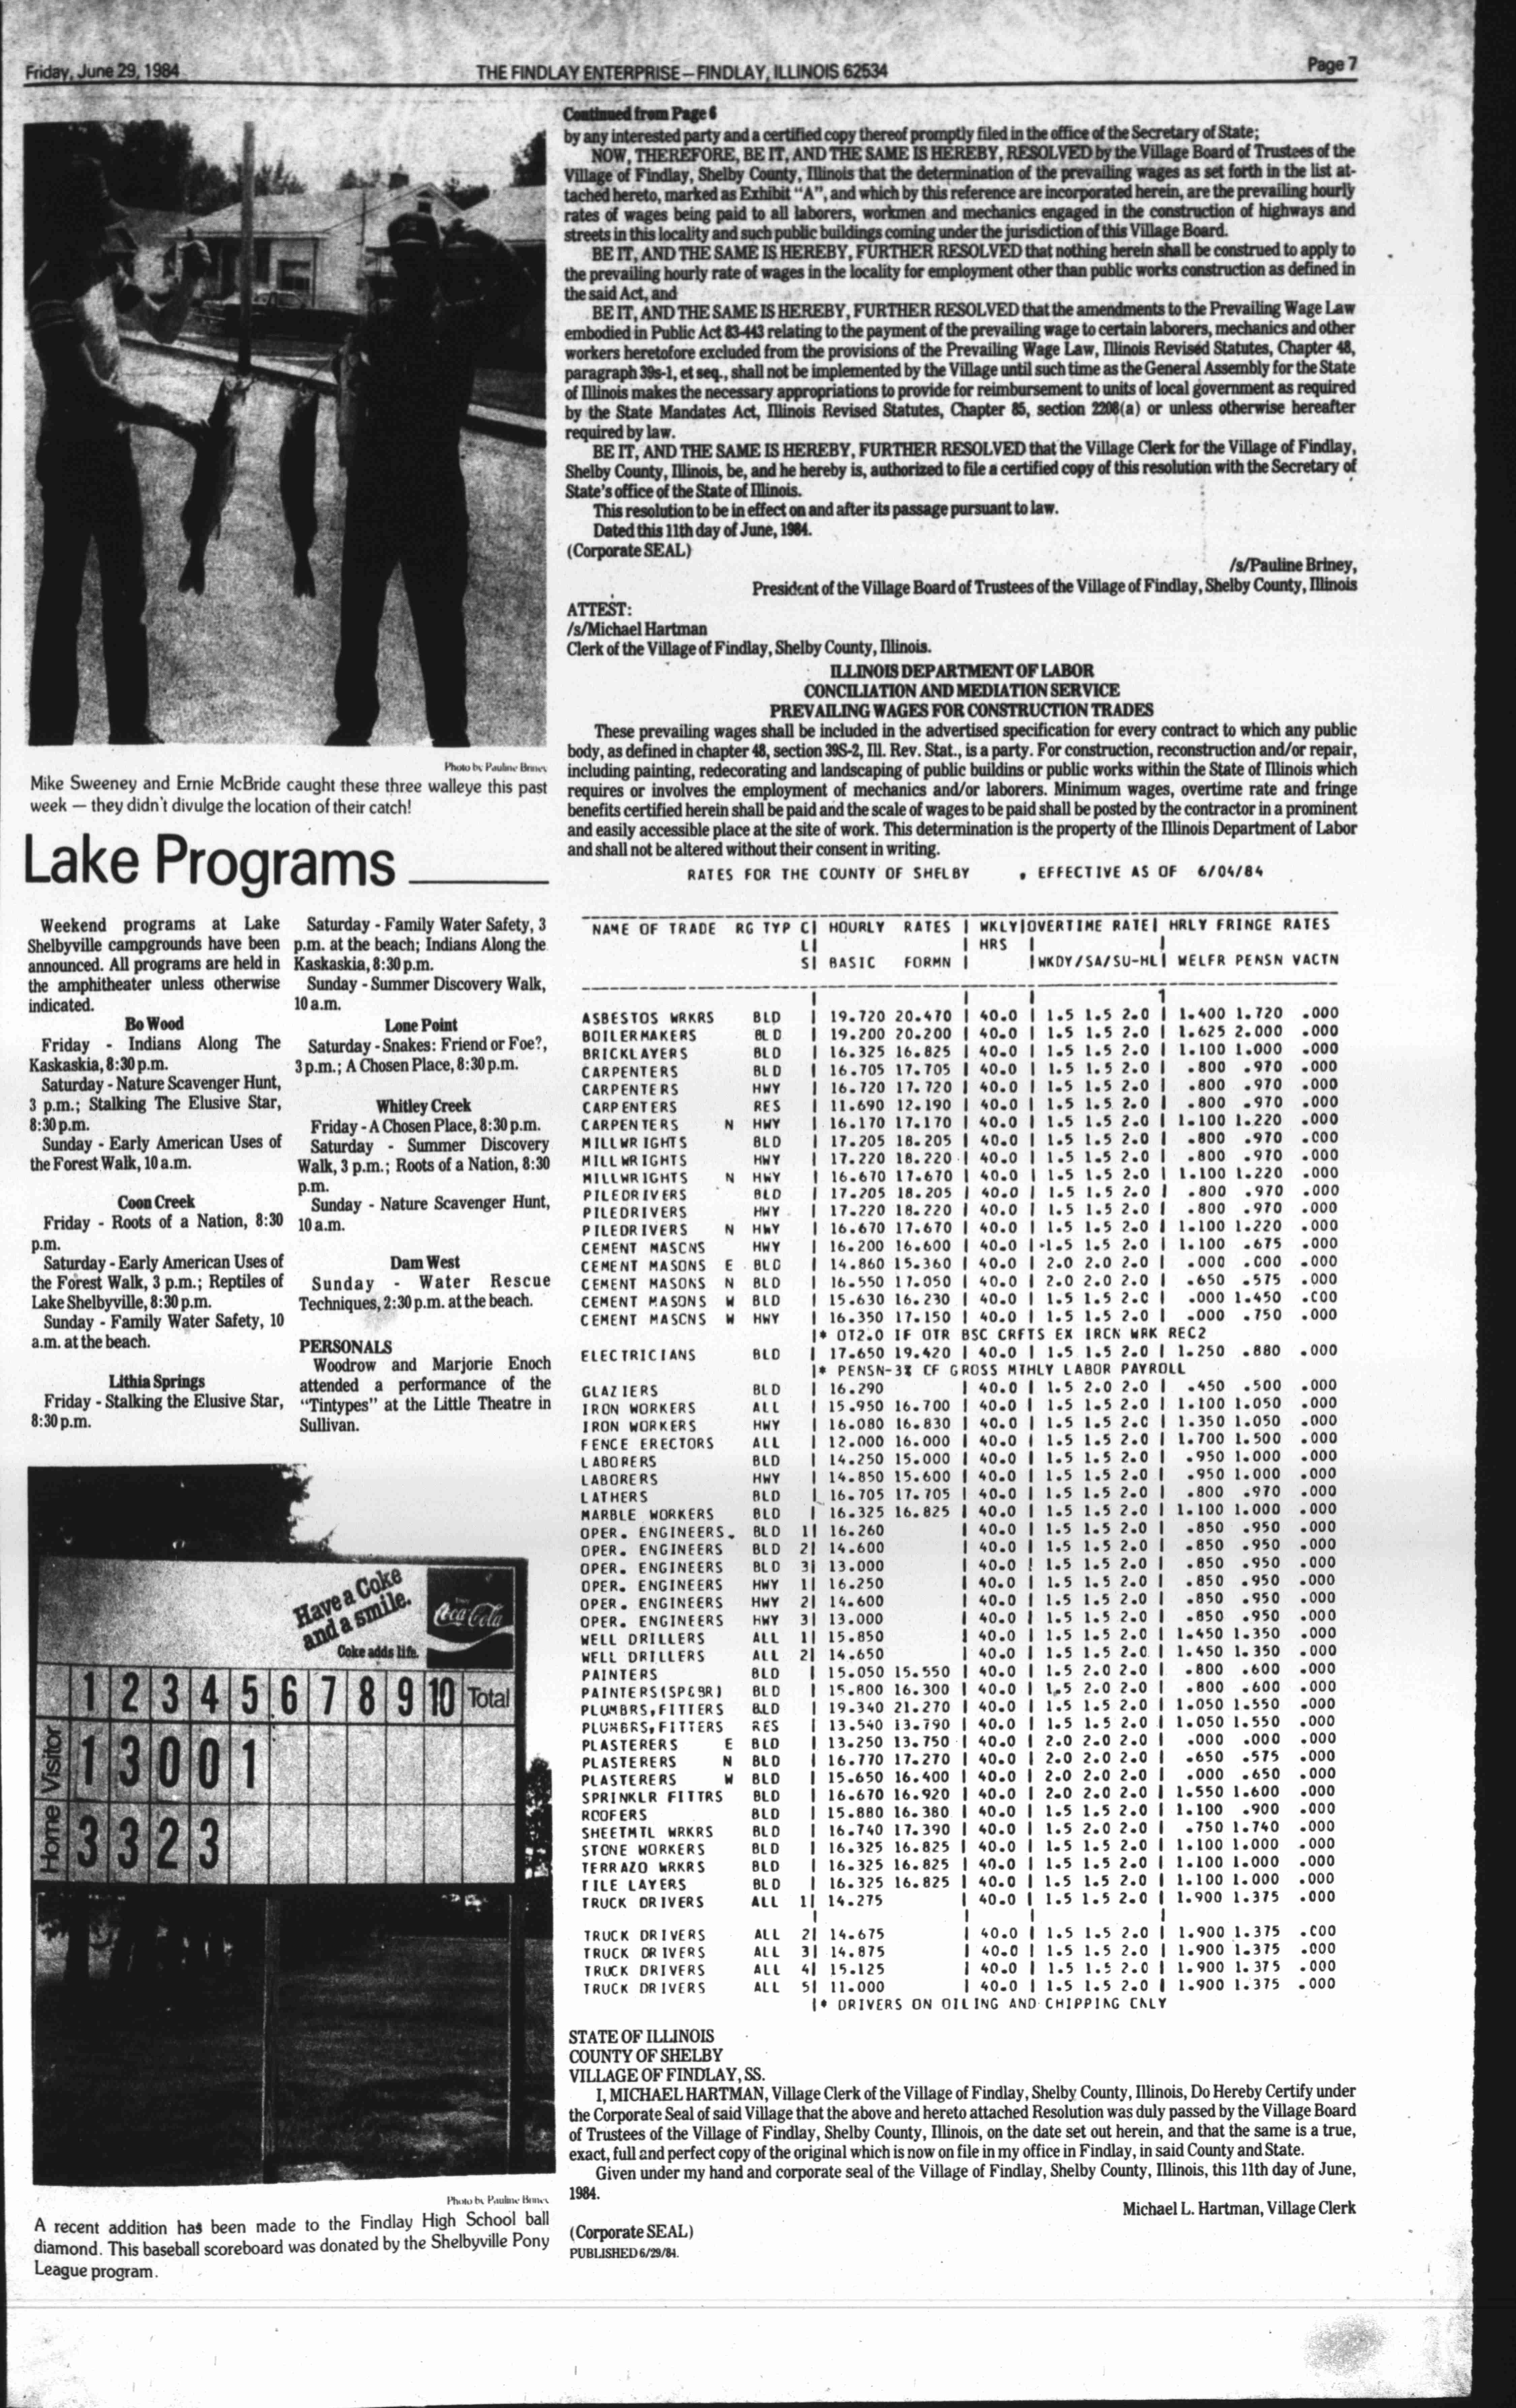 Friday, June 29, 1984
THE FINDLAY ENTERPRISE—FINDLAY, ILLINOIS 62534
Page 7
Photo by Pauline Briney
Mike Sweeney and Ernie McBride caught these three walleye this past
week — they didn't divulge the location of their catch!
Lake Programs
Weekend programs at Lake
Shelbyville campgrounds have been
announced. All programs are held in
the amphitheater unless otherwise
indicated.
Bo Wood
Friday - Indians Along The
Kaskaskia, 8:30 p.m.
Saturday - Nature Scavenger Hunt,
3 p.m.; Stalking The Elusive Star,
8:30 p.m.
Sunday - Early American Uses of
the Forest Walk, 10 a.m.
Coon Creek
Friday - Roots of a Nation, 8:30
p.m.
Saturday - Early American Uses of
the Forest Walk, 3 p.m.; Reptiles of
Lake Shelbyville, 8:30 p.m.
Sunday - Family Water Safety, 10
a.m. at the beach.
Lithia Springs
Friday - Stalking the Elusive Star,
8:30 p.m.
Saturday - Family Water Safety, 3
p.m. at the beach; Indians Along the
Kaskaskia, 8:30 p.m.
Sunday - Summer Discovery Walk,
10 a.m.
Lone Point
Saturday - Snakes: Friend or Foe?,
3 p.m.; A Chosen Place, 8:30 p.m.
Whitley Creek
Friday - A Chosen Place, 8:30 p.m.
Saturday - Summer Discovery
Walk, 3 p.m.; Roots of a Nation, 8:30
p.m.
Sunday - Nature Scavenger Hunt,
10 a.m.
Dam West
Sunday - Water Rescue
Techniques, 2:30 p.m. at the beach.
PERSONALS
Woodrow and Marjorie Enoch
attended a performance of the
"Tintypes" at the Little Theatre in
Sullivan.
Have a Coke
and a smile.
Coke adds life.
Coca-Cola
1 2 3 4 5 6 7 8 9 10 Total
Visitor 1 3 0 0 1
Home 3 3 2 3
Photo by Pauline Briney
A recent addition has been made to the Findlay High School ball
diamond. This baseball scoreboard was donated by the Shelbyville Pony
League program.
Continued from Page 6
by any interested party and a certified copy thereof promptly filed in the office of the Secretary of State;
NOW, THEREFORE, BE IT, AND THE SAME IS HEREBY, RESOLVED by the Village Board of Trustees of the
Village of Findlay, Shelby County, Illinois that the determination of the prevailing wages as set forth in the list at-
tached hereto, marked as Exhibit "A", and which by this reference are incorporated herein, are the prevailing hourly
rates of wages being paid to all laborers, workmen and mechanics engaged in the construction of highways and
streets in this locality and such public buildings coming under the jurisdiction of this Village Board.
BE IT, AND THE SAME IS HEREBY, FURTHER RESOLVED that nothing herein shall be construed to apply to
the prevailing hourly rate of wages in the locality for employment other than public works construction as defined in
the said Act, and
BE IT, AND THE SAME IS HEREBY, FURTHER RESOLVED that the amendments to the Prevailing Wage Law
embodied in Public Act 83-443 relating to the payment of the prevailing wage to certain laborers, mechanics and other
workers heretofore excluded from the provisions of the Prevailing Wage Law, Illinois Revised Statutes, Chapter 48,
paragraph 39s-1, et seq., shall not be implemented by the Village until such time as the General Assembly for the State
of Illinois makes the necessary appropriations to provide for reimbursement to units of local government as required
by the State Mandates Act, Illinois Revised Statutes, Chapter 85, section 2208(a) or unless otherwise hereafter
required by law.
BE IT, AND THE SAME IS HEREBY, FURTHER RESOLVED that the Village Clerk for the Village of Findlay,
Shelby County, Illinois, be, and he hereby is, authorized to file a certified copy of this resolution with the Secretary of
State's office of the State of Illinois.
This resolution to be in effect on and after its passage pursuant to law.
Dated this 11th day of June, 1984.
(Corporate SEAL)
/s/Pauline Briney,
President of the Village Board of Trustees of the Village of Findlay, Shelby County, Illinois
ATTEST:
/s/Michael Hartman
Clerk of the Village of Findlay, Shelby County, Illinois.
ILLINOIS DEPARTMENT OF LABOR
CONCILIATION AND MEDIATION SERVICE
PREVAILING WAGES FOR CONSTRUCTION TRADES
These prevailing wages shall be included in the advertised specification for every contract to which any public
body, as defined in chapter 48, section 39S-2, Ill. Rev. Stat., is a party. For construction, reconstruction and/or repair,
including painting, redecorating and landscaping of public buildins or public works within the State of Illinois which
requires or involves the employment of mechanics and/or laborers. Minimum wages, overtime rate and fringe
benefits certified herein shall be paid and the scale of wages to be paid shall be posted by the contractor in a prominent
and easily accessible place at the site of work. This determination is the property of the Illinois Department of Labor
and shall not be altered without their consent in writing.
RATES FOR THE COUNTY OF SHELBY , EFFECTIVE AS OF 6/04/84
NAME OF TRADE RG TYP C| HOURLY RATES | WKLY|OVERTIME RATE| HRLY FRINGE RATES
L| | HRS | |
S| BASIC FORMN | |WKDY/SA/SU-HL| WELFR PENSN VACTN
ASBESTOS WRKRS BLD | 19.720 20.470 | 40.0 | 1.5 1.5 2.0 | 1.400 1.720 .000
BOILERMAKERS BLD | 19.200 20.200 | 40.0 | 1.5 1.5 2.0 | 1.625 2.000 .000
BRICKLAYERS BLD | 16.325 16.825 | 40.0 | 1.5 1.5 2.0 | 1.100 1.000 .000
CARPENTERS BLD | 16.705 17.705 | 40.0 | 1.5 1.5 2.0 | .800 .970 .000
CARPENTERS HWY | 16.720 17.720 | 40.0 | 1.5 1.5 2.0 | .800 .970 .000
CARPENTERS RES | 11.690 12.190 | 40.0 | 1.5 1.5 2.0 | .800 .970 .000
CARPENTERS N HWY | 16.170 17.170 | 40.0 | 1.5 1.5 2.0 | 1.100 1.220 .000
MILLWRIGHTS BLD | 17.205 18.205 | 40.0 | 1.5 1.5 2.0 | .800 .970 .000
MILLWRIGHTS HWY | 17.220 18.220 | 40.0 | 1.5 1.5 2.0 | .800 .970 .000
MILLWRIGHTS N HWY | 16.670 17.670 | 40.0 | 1.5 1.5 2.0 | 1.100 1.220 .000
PILEDRIVERS BLD | 17.205 18.205 | 40.0 | 1.5 1.5 2.0 | .800 .970 .000
PILEDRIVERS HWY | 17.220 18.220 | 40.0 | 1.5 1.5 2.0 | .800 .970 .000
PILEDRIVERS N HWY | 16.670 17.670 | 40.0 | 1.5 1.5 2.0 | 1.100 1.220 .000
CEMENT MASONS HWY | 16.200 16.600 | 40.0 | 1.5 1.5 2.0 | 1.100 .675 .000
CEMENT MASONS E BLD | 14.860 15.360 | 40.0 | 2.0 2.0 2.0 | .000 .000 .000
CEMENT MASONS N BLD | 16.550 17.050 | 40.0 | 2.0 2.0 2.0 | .650 .575 .000
CEMENT MASONS W BLD | 15.630 16.230 | 40.0 | 1.5 1.5 2.0 | .000 1.450 .000
CEMENT MASONS W HWY | 16.350 17.150 | 40.0 | 1.5 1.5 2.0 | .000 .750 .000
|* OT2.0 IF OTR BSC CRFTS EX IRCN WRK REC2
ELECTRICIANS BLD | 17.650 19.420 | 40.0 | 1.5 1.5 2.0 | 1.250 .880 .000
|* PENSN-3% OF GROSS MTHLY LABOR PAYROLL
GLAZIERS BLD | 16.290 | 40.0 | 1.5 2.0 2.0 | .450 .500 .000
IRON WORKERS ALL | 15.950 16.700 | 40.0 | 1.5 1.5 2.0 | 1.100 1.050 .000
IRON WORKERS HWY | 16.080 16.830 | 40.0 | 1.5 1.5 2.0 | 1.350 1.050 .000
FENCE ERECTORS ALL | 12.000 16.000 | 40.0 | 1.5 1.5 2.0 | 1.700 1.500 .000
LABORERS BLD | 14.250 15.000 | 40.0 | 1.5 1.5 2.0 | .950 1.000 .000
LABORERS HWY | 14.850 15.600 | 40.0 | 1.5 1.5 2.0 | .950 1.000 .000
LATHERS BLD | 16.705 17.705 | 40.0 | 1.5 1.5 2.0 | .800 .970 .000
MARBLE WORKERS BLD | 16.325 16.825 | 40.0 | 1.5 1.5 2.0 | 1.100 1.000 .000
OPER. ENGINEERS BLD 1| 16.260 | 40.0 | 1.5 1.5 2.0 | .850 .950 .000
OPER. ENGINEERS BLD 2| 14.600 | 40.0 | 1.5 1.5 2.0 | .850 .950 .000
OPER. ENGINEERS BLD 3| 13.000 | 40.0 | 1.5 1.5 2.0 | .850 .950 .000
OPER. ENGINEERS HWY 1| 16.250 | 40.0 | 1.5 1.5 2.0 | .850 .950 .000
OPER. ENGINEERS HWY 2| 14.600 | 40.0 | 1.5 1.5 2.0 | .850 .950 .000
OPER. ENGINEERS HWY 3| 13.000 | 40.0 | 1.5 1.5 2.0 | .850 .950 .000
WELL DRILLERS ALL 1| 15.850 | 40.0 | 1.5 1.5 2.0 | 1.450 1.350 .000
WELL DRILLERS ALL 2| 14.650 | 40.0 | 1.5 1.5 2.0 | 1.450 1.350 .000
PAINTERS BLD | 15.050 15.550 | 40.0 | 1.5 2.0 2.0 | .800 .600 .000
PAINTERS(SP&BR) BLD | 15.800 16.300 | 40.0 | 1.5 2.0 2.0 | .800 .600 .000
PLUMBRS,FITTERS BLD | 19.340 21.270 | 40.0 | 1.5 1.5 2.0 | 1.050 1.550 .000
PLUMBRS,FITTERS RES | 13.540 13.790 | 40.0 | 1.5 1.5 2.0 | 1.050 1.550 .000
PLASTERERS E BLD | 13.250 13.750 | 40.0 | 2.0 2.0 2.0 | .000 .000 .000
PLASTERERS N BLD | 16.770 17.270 | 40.0 | 2.0 2.0 2.0 | .650 .575 .000
PLASTERERS W BLD | 15.650 16.400 | 40.0 | 2.0 2.0 2.0 | .000 .650 .000
SPRINKLR FITTRS BLD | 16.670 16.920 | 40.0 | 2.0 2.0 2.0 | 1.550 1.600 .000
ROOFERS BLD | 15.880 16.380 | 40.0 | 1.5 1.5 2.0 | 1.100 .900 .000
SHEETMTL WRKRS BLD | 16.740 17.390 | 40.0 | 1.5 2.0 2.0 | .750 1.740 .000
STONE WORKERS BLD | 16.325 16.825 | 40.0 | 1.5 1.5 2.0 | 1.100 1.000 .000
TERRAZO WRKRS BLD | 16.325 16.825 | 40.0 | 1.5 1.5 2.0 | 1.100 1.000 .000
TILE LAYERS BLD | 16.325 16.825 | 40.0 | 1.5 1.5 2.0 | 1.100 1.000 .000
TRUCK DRIVERS ALL 1| 14.275 | 40.0 | 1.5 1.5 2.0 | 1.900 1.375 .000
TRUCK DRIVERS ALL 2| 14.675 | 40.0 | 1.5 1.5 2.0 | 1.900 1.375 .000
TRUCK DRIVERS ALL 3| 14.875 | 40.0 | 1.5 1.5 2.0 | 1.900 1.375 .000
TRUCK DRIVERS ALL 4| 15.125 | 40.0 | 1.5 1.5 2.0 | 1.900 1.375 .000
TRUCK DRIVERS ALL 5| 11.000 | 40.0 | 1.5 1.5 2.0 | 1.900 1.375 .000
|* DRIVERS ON OILING AND CHIPPING ONLY
STATE OF ILLINOIS
COUNTY OF SHELBY
VILLAGE OF FINDLAY, SS.
I, MICHAEL HARTMAN, Village Clerk of the Village of Findlay, Shelby County, Illinois, Do Hereby Certify under
the Corporate Seal of said Village that the above and hereto attached Resolution was duly passed by the Village Board
of Trustees of the Village of Findlay, Shelby County, Illinois, on the date set out herein, and that the same is a true,
exact, full and perfect copy of the original which is now on file in my office in Findlay, in said County and State.
Given under my hand and corporate seal of the Village of Findlay, Shelby County, Illinois, this 11th day of June,
1984.
Michael L. Hartman, Village Clerk
(Corporate SEAL)
PUBLISHED 6/29/84.